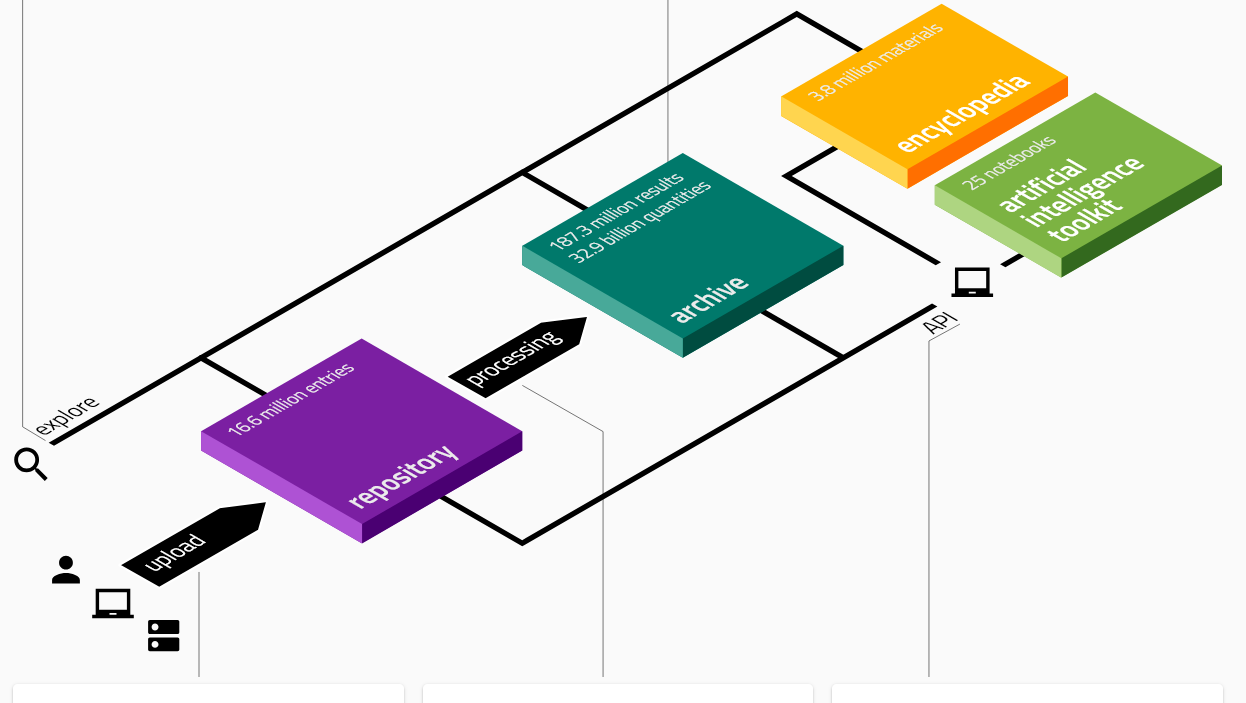 3.8 million materials
encyclopedia
25 notebooks
artificial
intelligence
toolkit
187.3 million results
32.9 billion quantities
archive
API
processing
16.6 million entries
repository
explore
upload